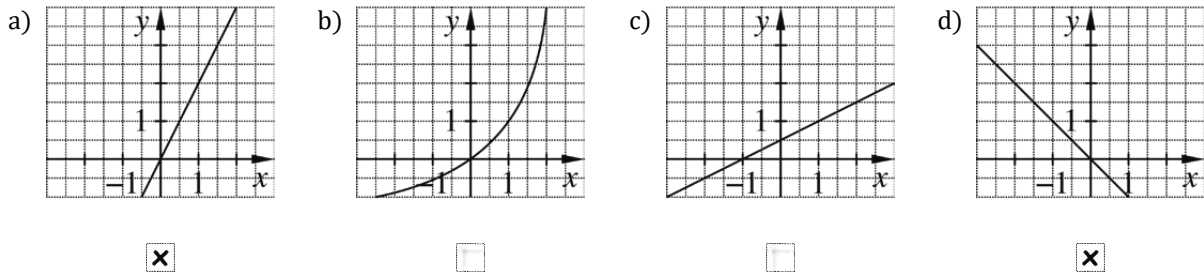 a) y 1 −1 1 x
b) y 1 −1 1 x
c) y 1 −1 1 x
d) y 1 −1 1 x